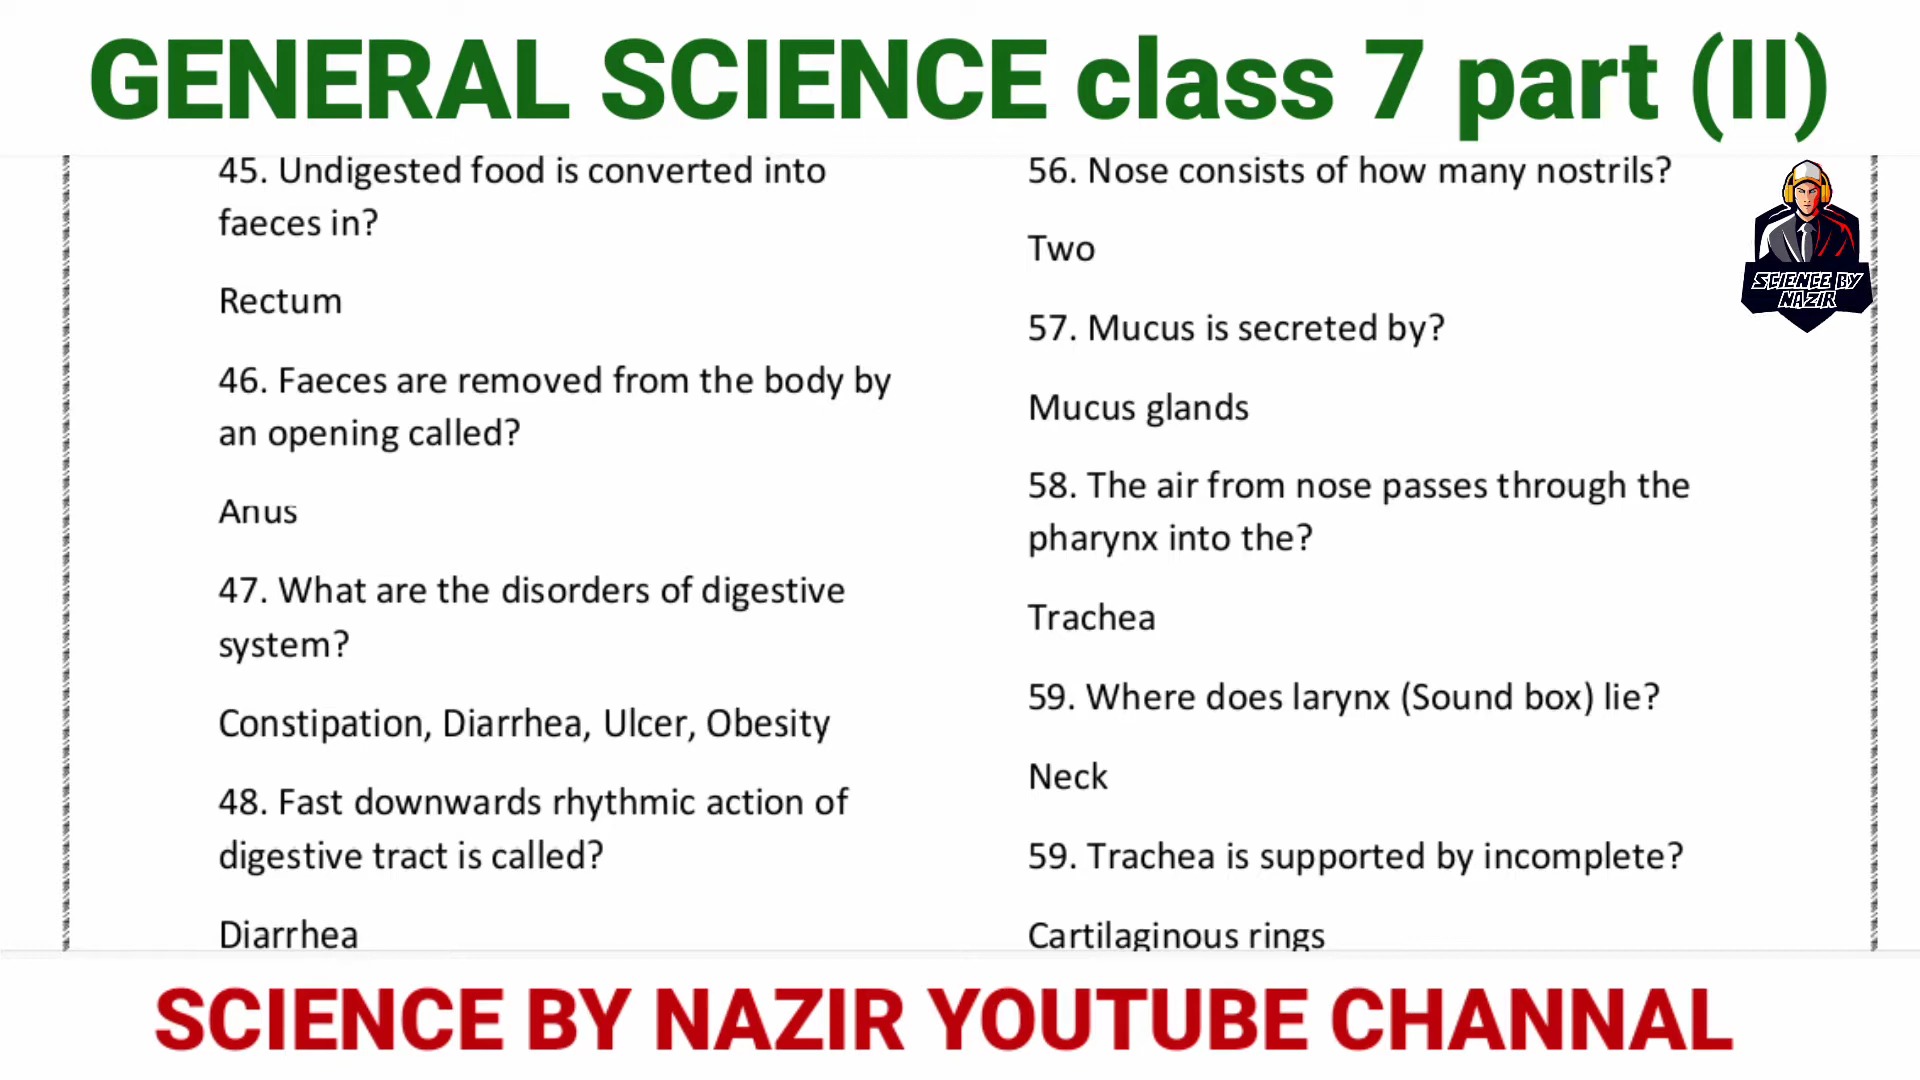 GENERAL SCIENCE class 7 part (II)
45. Undigested food is converted into
faeces in?
Rectum
46. Faeces are removed from the body by
an opening called?
Anus
47. What are the disorders of digestive
system?
Constipation, Diarrhea, Ulcer, Obesity
48. Fast downwards rhythmic action of
digestive tract is called?
Diarrhea
56. Nose consists of how many nostrils?
Two
57. Mucus is secreted by?
Mucus glands
58. The air from nose passes through the
pharynx into the?
Trachea
59. Where does larynx (Sound box) lie?
Neck
59. Trachea is supported by incomplete?
Cartilaginous rings
SCIENCE BY
NAZIR
SCIENCE BY NAZIR YOUTUBE CHANNAL